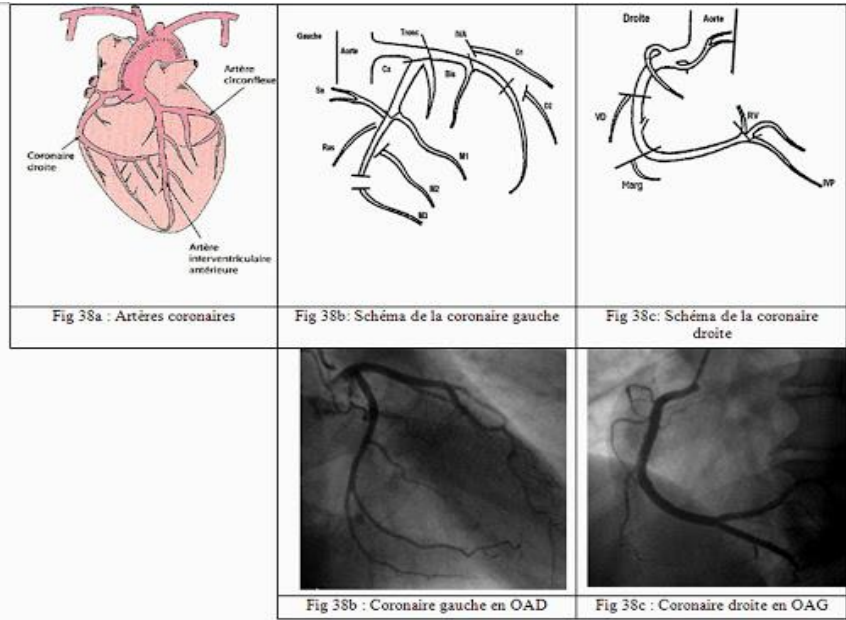 Artère
circonflexe
Coronaire
droite
Artère
interventriculaire
antérieure
Gauche
Aorte
Tronc
IVA
D1
Cx
Bis
D2
Sa
Ras
M1
M2
M3
Droite
Aorte
VD
RV
Marg
IVP
Fig 38a : Artères coronaires
Fig 38b: Schéma de la coronaire gauche
Fig 38c: Schéma de la coronaire
droite
Fig 38b : Coronaire gauche en OAD
Fig 38c : Coronaire droite en OAG